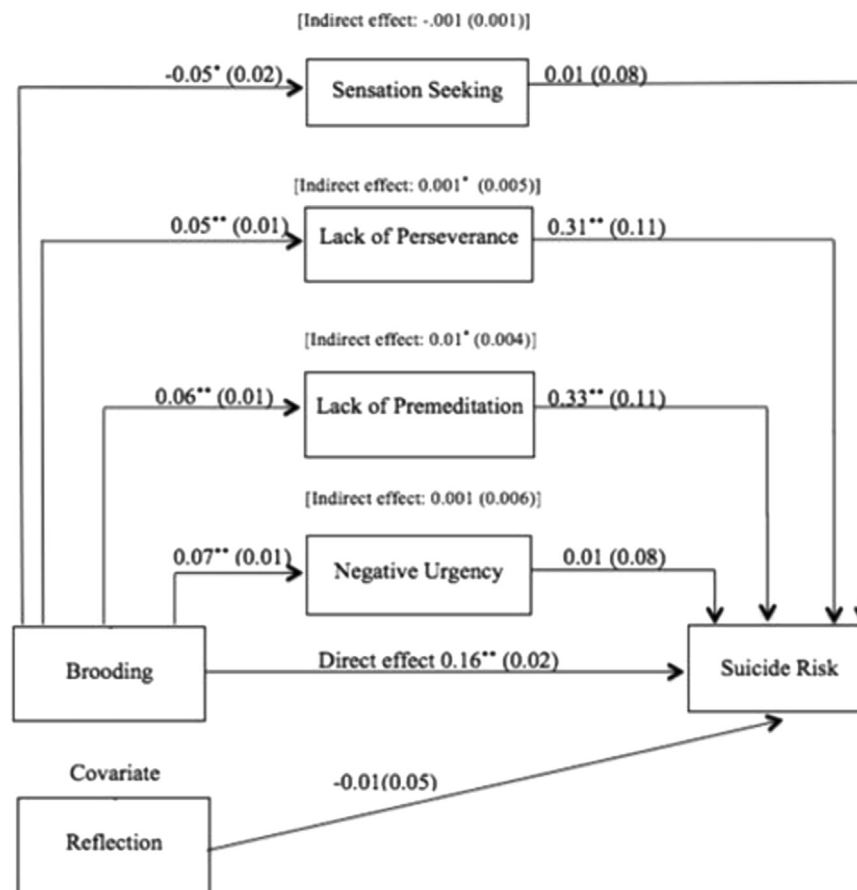 [Indirect effect: -.001 (0.001)]
-0.05* (0.02)
Sensation Seeking
0.01 (0.08)
[Indirect effect: 0.001* (0.005)]
0.05** (0.01)
Lack of Perseverance
0.31** (0.11)
[Indirect effect: 0.01* (0.004)]
0.06** (0.01)
Lack of Premeditation
0.33** (0.11)
[Indirect effect: 0.001 (0.006)]
0.07** (0.01)
Negative Urgency
0.01 (0.08)
Brooding
Direct effect 0.16** (0.02)
Suicide Risk
Covariate
-0.01(0.05)
Reflection